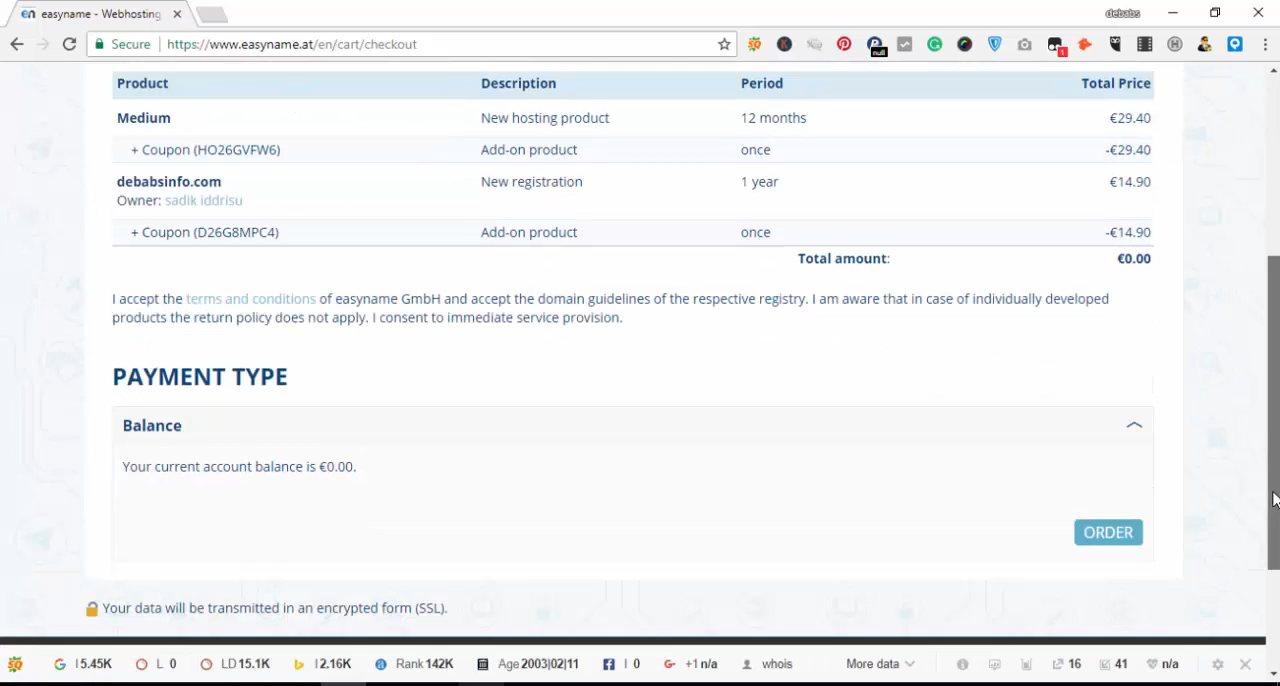 easyname - Webhosting
debabs
Secure https://www.easyname.at/en/cart/checkout
null
1
Product Description Period Total Price
Medium New hosting product 12 months €29.40
+ Coupon (HO26GVFW6) Add-on product once -€29.40
debabsinfo.com New registration 1 year €14.90
Owner: sadik iddrisu
+ Coupon (D26G8MPC4) Add-on product once -€14.90
Total amount: €0.00
I accept the terms and conditions of easyname GmbH and accept the domain guidelines of the respective registry. I am aware that in case of individually developed
products the return policy does not apply. I consent to immediate service provision.
PAYMENT TYPE
Balance
Your current account balance is €0.00.
ORDER
Your data will be transmitted in an encrypted form (SSL).
I 5.45K L 0 LD 15.1K I 2.16K Rank 142K Age 2003|02|11 I 0 +1 n/a whois More data 16 41 n/a